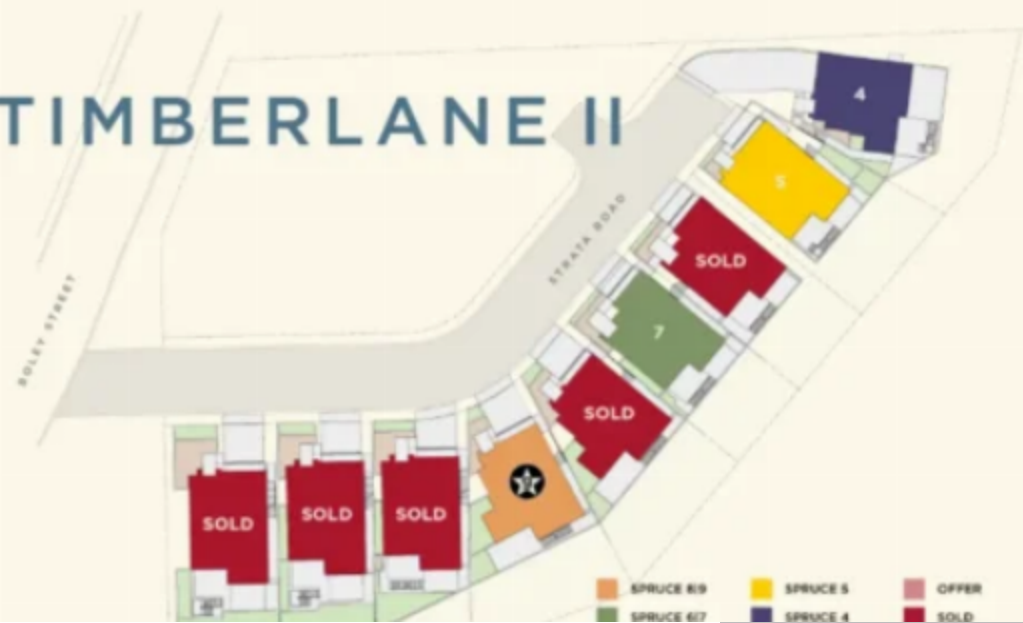 TIMBERLANE II
4
5
STRATA ROAD
SOLD
BOLEY STREET
7
SOLD
SOLD
SOLD
SOLD
SPRUCE 8|9
SPRUCE 5
OFFER
SPRUCE 6|7
SPRUCE 4
SOLD